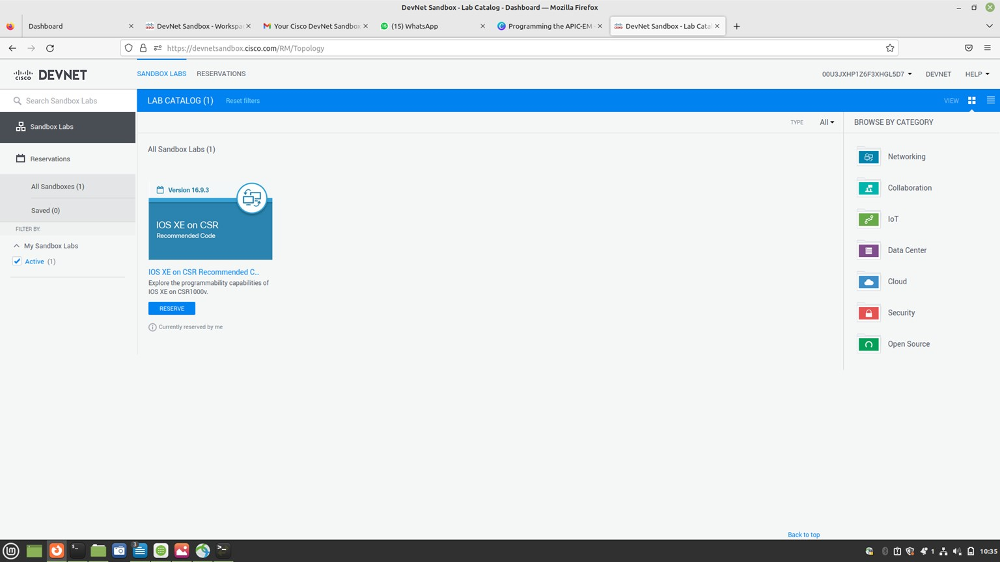 DevNet Sandbox - Lab Catalog - Dashboard — Mozilla Firefox
Dashboard
DevNet Sandbox - Workspa
Your Cisco DevNet Sandbox
(15) WhatsApp
Programming the APIC-EM -
DevNet Sandbox - Lab Cata
https://devnetsandbox.cisco.com/RM/Topology
CISCO DEVNET
SANDBOX LABS
RESERVATIONS
00U3JXHP1Z6F3XHGL5D7
DEVNET
HELP
Search Sandbox Labs
LAB CATALOG (1)
Reset filters
VIEW
Sandbox Labs
TYPE
All
BROWSE BY CATEGORY
Reservations
All Sandboxes (1)
Saved (0)
FILTER BY:
My Sandbox Labs
Active (1)
All Sandbox Labs (1)
Version 16.9.3
IOS XE on CSR
Recommended Code
IOS XE on CSR Recommended C...
Explore the programmability capabilities of
IOS XE on CSR1000v.
RESERVE
Currently reserved by me
Networking
Collaboration
IoT
Data Center
Cloud
Security
Open Source
Back to top
3
1
10:35